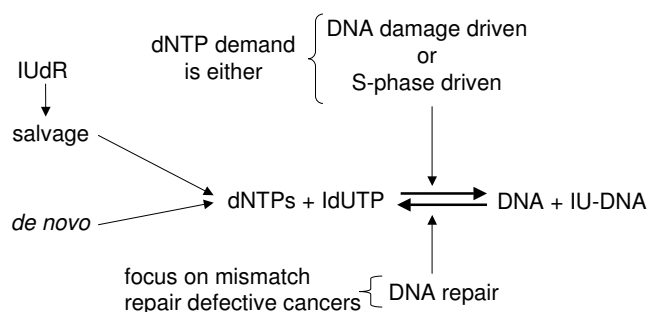 dNTP demand
is either
DNA damage driven
or
S-phase driven
IUdR
salvage
de novo
dNTPs + IdUTP
DNA + IU-DNA
focus on mismatch
repair defective cancers
DNA repair